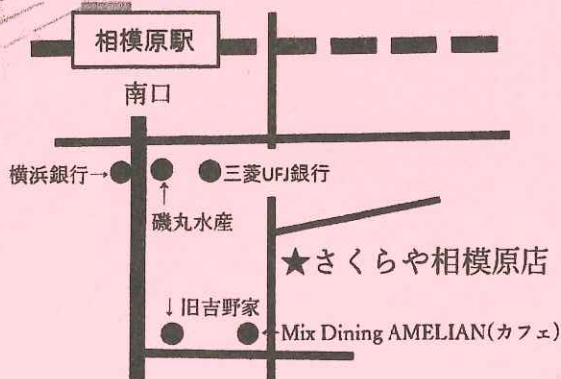 相模原駅
南口
横浜銀行→
三菱UFJ銀行
↑
磯丸水産
★さくらや相模原店
↓旧吉野家
←Mix Dining AMELIAN(カフェ)